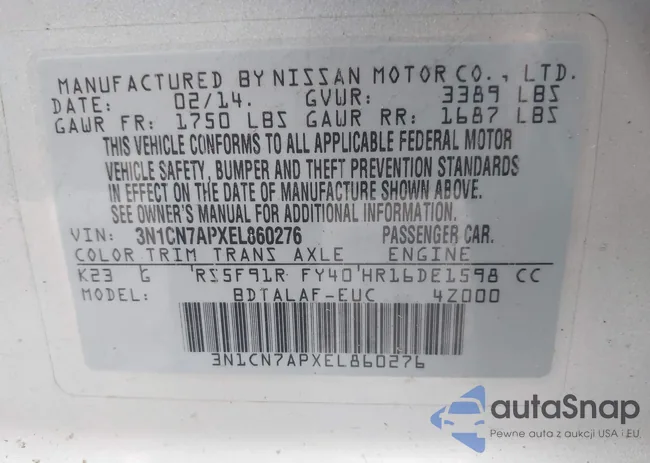 MANUFACTURED BY NISSAN MOTOR CO., LTD.
DATE: 02/14. GVWR: 3389 LBS
GAWR FR: 1750 LBS GAWR RR: 1687 LBS
THIS VEHICLE CONFORMS TO ALL APPLICABLE FEDERAL MOTOR
VEHICLE SAFETY, BUMPER AND THEFT PREVENTION STANDARDS
IN EFFECT ON THE DATE OF MANUFACTURE SHOWN ABOVE.
SEE OWNER'S MANUAL FOR ADDITIONAL INFORMATION.
VIN: 3N1CN7APXEL860276 PASSENGER CAR.
COLOR TRIM TRANS AXLE ENGINE
K23 G 'RS5F91R FY40'HR16DE1598 CC
MODEL: BDTALAF-EUC 4Z000
3N1CN7APXEL860276
autaSnap
Pewne auta z aukcji USA i EU